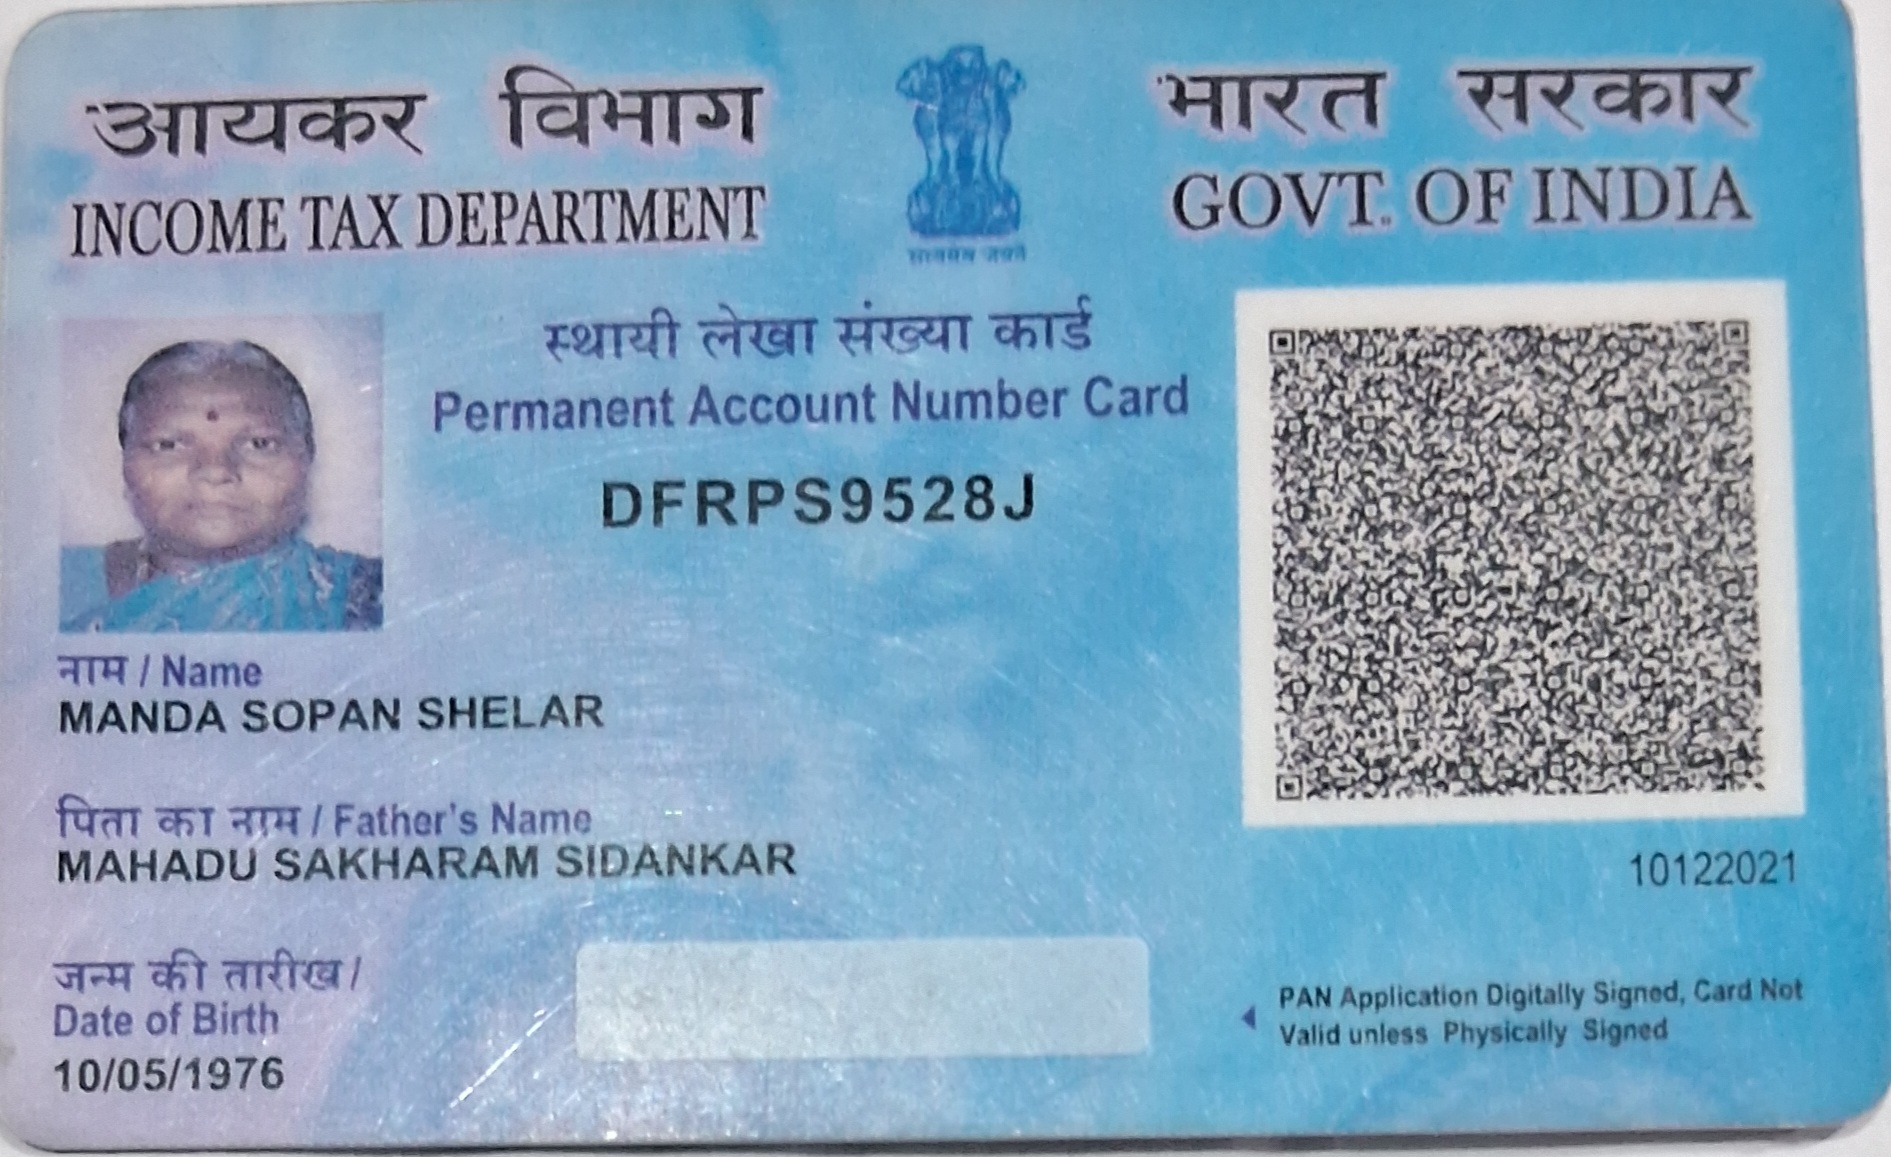 आयकर विभाग
INCOME TAX DEPARTMENT
सत्यमेव जयते
भारत सरकार
GOVT. OF INDIA
स्थायी लेखा संख्या कार्ड
Permanent Account Number Card
DFRPS9528J
नाम / Name
MANDA SOPAN SHELAR
पिता का नाम / Father's Name
MAHADU SAKHARAM SIDANKAR
10122021
जन्म की तारीख /
Date of Birth
10/05/1976
PAN Application Digitally Signed, Card Not
Valid unless Physically Signed